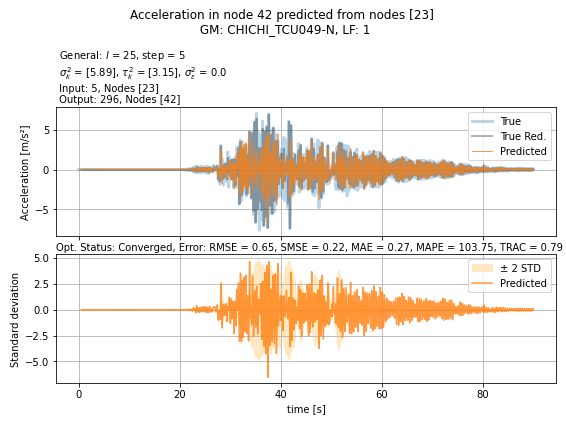 Acceleration in node 42 predicted from nodes [23]
GM: CHICHI_TCU049-N, LF: 1
General: l = 25, step = 5
σ²ₖ = [5.89], τ²ₖ = [3.15], σ²ε = 0.0
Input: 5, Nodes [23]
Output: 296, Nodes [42]
True
True Red.
Predicted
Acceleration [m/s²]
5
0
−5
Opt. Status: Converged, Error: RMSE = 0.65, SMSE = 0.22, MAE = 0.27, MAPE = 103.75, TRAC = 0.79
± 2 STD
Predicted
Standard deviation
5.0
2.5
0.0
−2.5
−5.0
0 20 40 60 80
time [s]